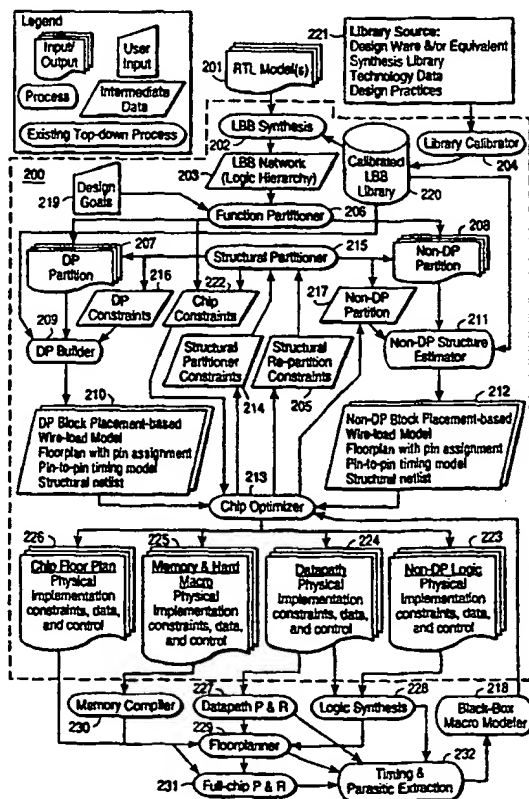 Legend
Input/
Output
User
Input
Process
Intermediate
Data
Existing Top-down Process
221
Library Source:
Design Ware &/or Equivalent
Synthesis Library
Technology Data
Design Practices
201
RTL Model(s)
LBB Synthesis
202
203
LBB Network
(Logic Hierarchy)
Calibrated
LBB
Library
220
Library Calibrator
204
200
Design
Goals
219
Function Partitioner
206
207
DP
Partition
Structural Partitioner
215
208
Non-DP
Partition
216
DP
Constraints
222
Chip
Constraints
217
Non-DP
Partition
209
DP Builder
211
Non-DP Structure
Estimator
Structural
Partitioner
Constraints
214
Structural
Re-partition
Constraints
205
210
DP Block Placement-based
Wire-load Model
Floorplan with pin assignment
Pin-to-pin timing model
Structural netlist
212
Non-DP Block Placement-based
Wire-load Model
Floorplan with pin assignment
Pin-to-pin timing model
Structural netlist
213
Chip Optimizer
226
Chip Floor Plan
Physical
Implementation
constraints, data,
and control
225
Memory & Hard
Macro
Physical
Implementation
constraints, data,
and control
224
Datapath
Physical
Implementation
constraints, data,
and control
223
Non-DP Logic
Physical
Implementation
constraints, data,
and control
Memory Compiler
230
227
Datapath P & R
Logic Synthesis
228
218
Black-Box
Macro Modeler
229
Floorplanner
232
Timing &
Parasitic Extraction
231
Full-chip P & R